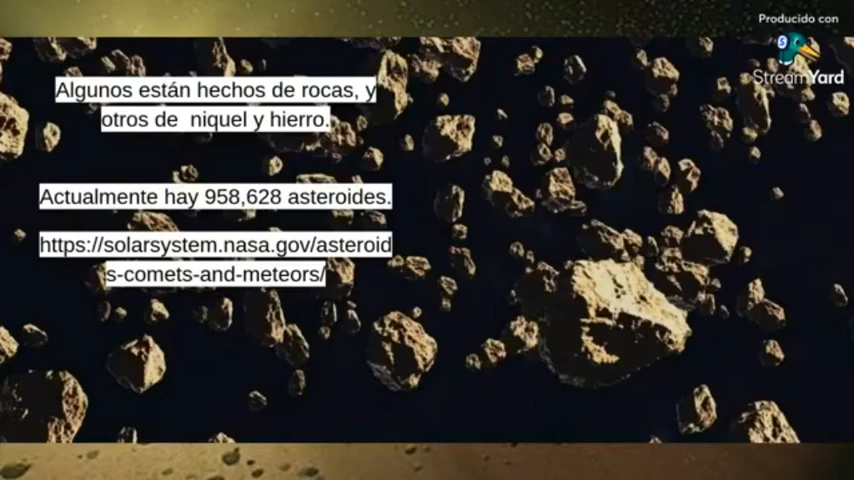 Producido con
StreamYard
Algunos están hechos de rocas, y
otros de niquel y hierro.
Actualmente hay 958,628 asteroides.
https://solarsystem.nasa.gov/asteroid
s-comets-and-meteors/